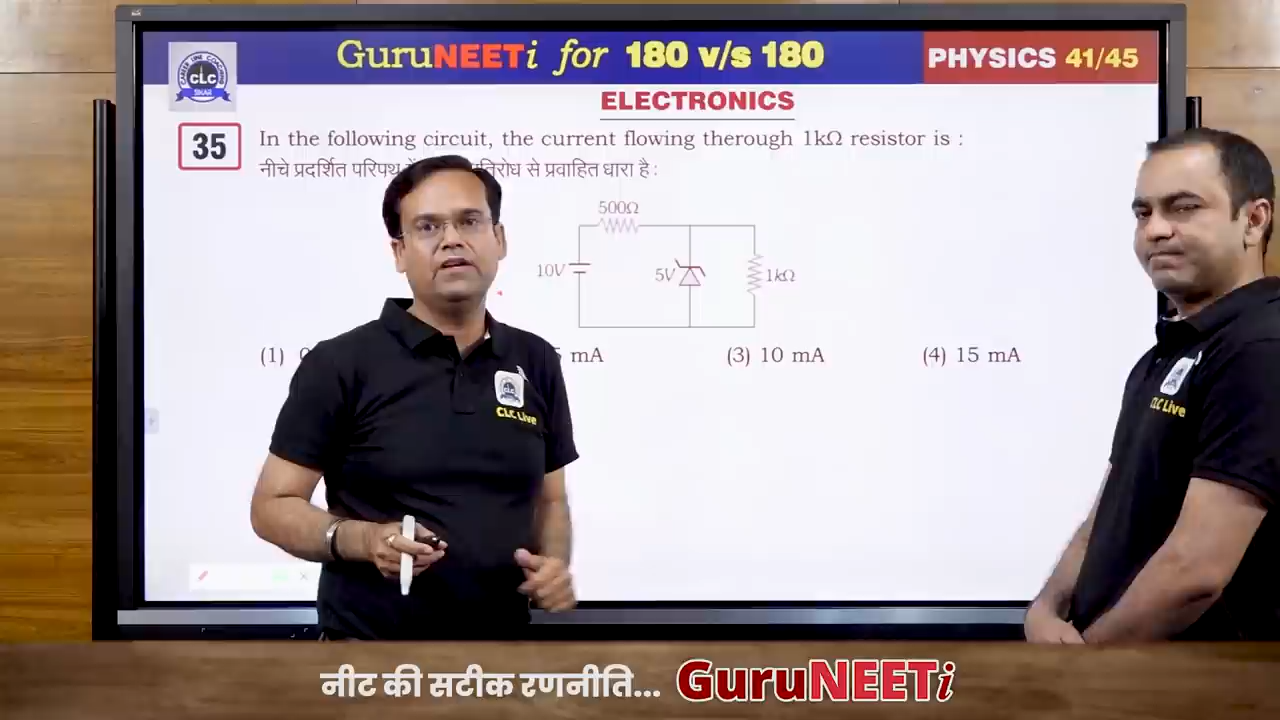 GuruNEETi for 180 v/s 180
PHYSICS 41/45
CLC
SIKAR
ELECTRONICS
35
In the following circuit, the current flowing therough 1kΩ resistor is :
नीचे प्रदर्शित परिपथ से प्रवाहित धारा है :
500Ω
10V
5V
1kΩ
(1)
mA
(3) 10 mA
(4) 15 mA
CLC Live
CLC Live
नीट की सटीक रणनीति... GuruNEETi